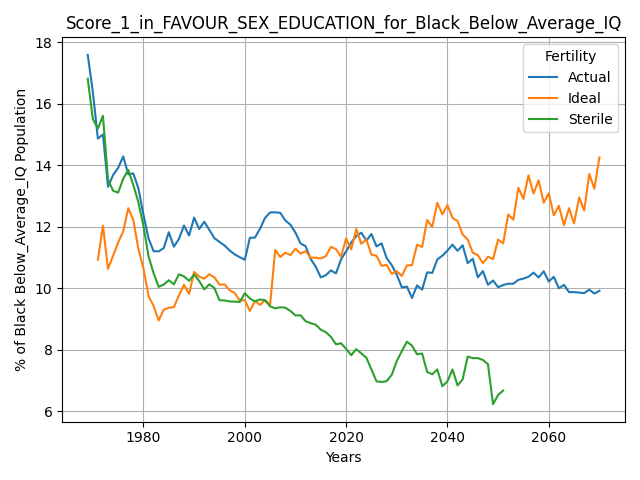 Score_1_in_FAVOUR_SEX_EDUCATION_for_Black_Below_Average_IQ
% of Black Below_Average_IQ Population
18
16
14
12
10
8
6
Fertility
Actual
Ideal
Sterile
1980 2000 2020 2040 2060
Years